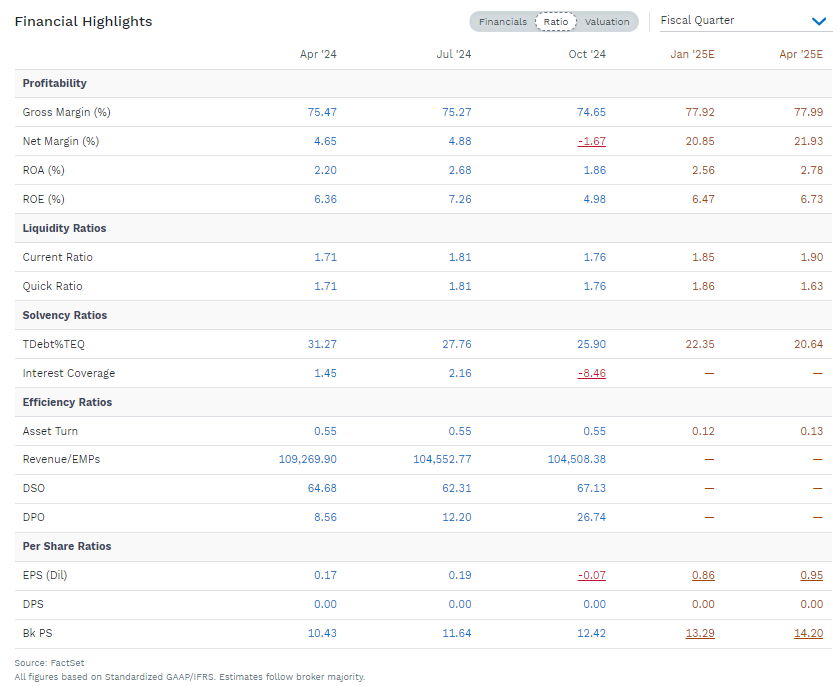 Financial Highlights Financials Ratio Valuation Fiscal Quarter
Apr '24 Jul '24 Oct '24 Jan '25E Apr '25E
Profitability
Gross Margin (%) 75.47 75.27 74.65 77.92 77.99
Net Margin (%) 4.65 4.88 -1.67 20.85 21.93
ROA (%) 2.20 2.68 1.86 2.56 2.78
ROE (%) 6.36 7.26 4.98 6.47 6.73
Liquidity Ratios
Current Ratio 1.71 1.81 1.76 1.85 1.90
Quick Ratio 1.71 1.81 1.76 1.86 1.63
Solvency Ratios
TDebt%TEQ 31.27 27.76 25.90 22.35 20.64
Interest Coverage 1.45 2.16 -8.46 — —
Efficiency Ratios
Asset Turn 0.55 0.55 0.55 0.12 0.13
Revenue/EMPs 109,269.90 104,552.77 104,508.38 — —
DSO 64.68 62.31 67.13 — —
DPO 8.56 12.20 26.74 — —
Per Share Ratios
EPS (Dil) 0.17 0.19 -0.07 0.86 0.95
DPS 0.00 0.00 0.00 0.00 0.00
Bk PS 10.43 11.64 12.42 13.29 14.20
Source: FactSet
All figures based on Standardized GAAP/IFRS. Estimates follow broker majority.